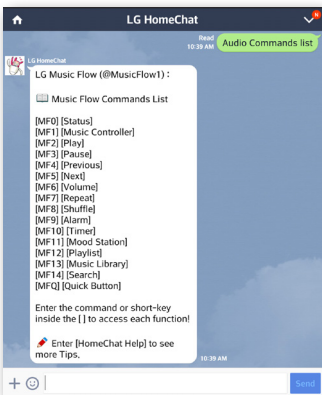 LG HomeChat
N
Read
10:39 AM
Audio Commands list
LG HomeChat
LG Music Flow (@MusicFlow1) :
Music Flow Commands List
[MF0] [Status]
[MF1] [Music Controller]
[MF2] [Play]
[MF3] [Pause]
[MF4] [Previous]
[MF5] [Next]
[MF6] [Volume]
[MF7] [Repeat]
[MF8] [Shuffle]
[MF9] [Alarm]
[MF10] [Timer]
[MF11] [Mood Station]
[MF12] [Playlist]
[MF13] [Music Library]
[MF14] [Search]
[MFQ] [Quick Button]
Enter the command or short-key
inside the [ ] to access each function!
Enter [HomeChat Help] to see
more Tips.
10:39 AM
Send